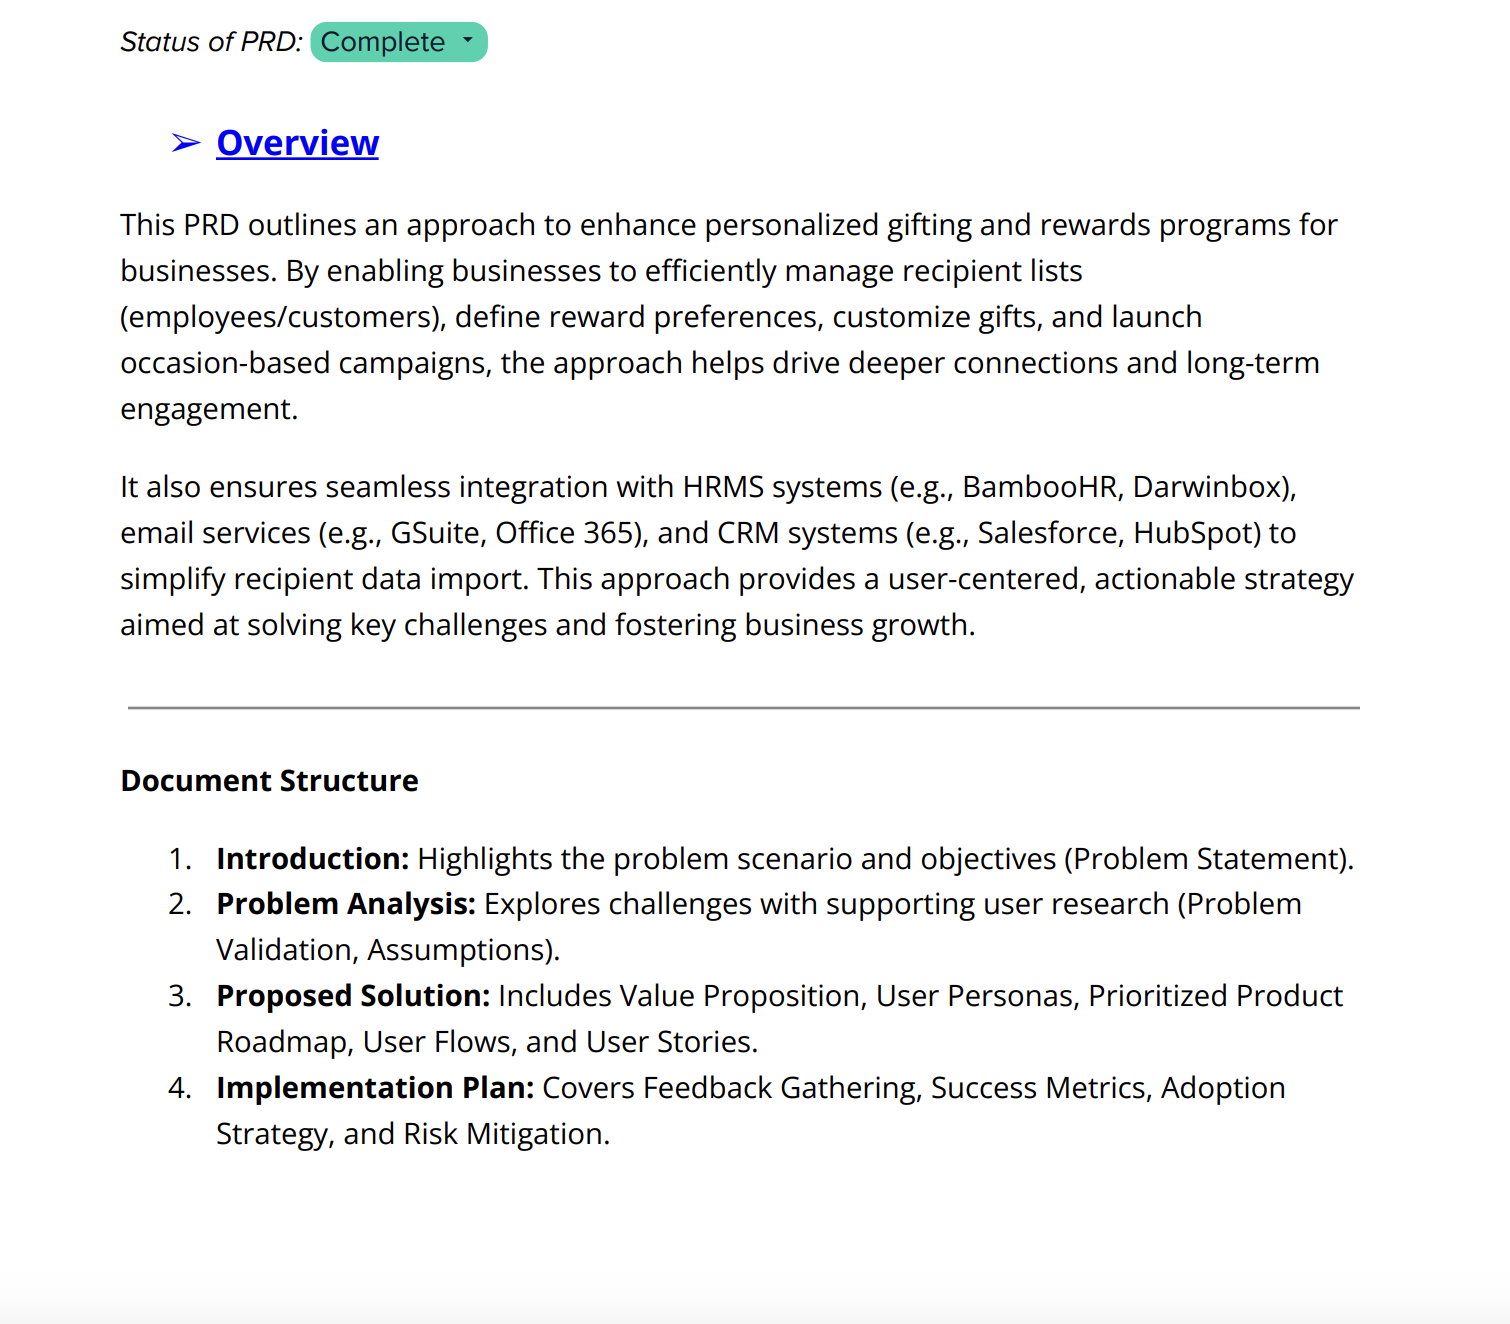 Status of PRD: Complete
➢ Overview
This PRD outlines an approach to enhance personalized gifting and rewards programs for
businesses. By enabling businesses to efficiently manage recipient lists
(employees/customers), define reward preferences, customize gifts, and launch
occasion-based campaigns, the approach helps drive deeper connections and long-term
engagement.
It also ensures seamless integration with HRMS systems (e.g., BambooHR, Darwinbox),
email services (e.g., GSuite, Office 365), and CRM systems (e.g., Salesforce, HubSpot) to
simplify recipient data import. This approach provides a user-centered, actionable strategy
aimed at solving key challenges and fostering business growth.
Document Structure
1. Introduction: Highlights the problem scenario and objectives (Problem Statement).
2. Problem Analysis: Explores challenges with supporting user research (Problem
Validation, Assumptions).
3. Proposed Solution: Includes Value Proposition, User Personas, Prioritized Product
Roadmap, User Flows, and User Stories.
4. Implementation Plan: Covers Feedback Gathering, Success Metrics, Adoption
Strategy, and Risk Mitigation.